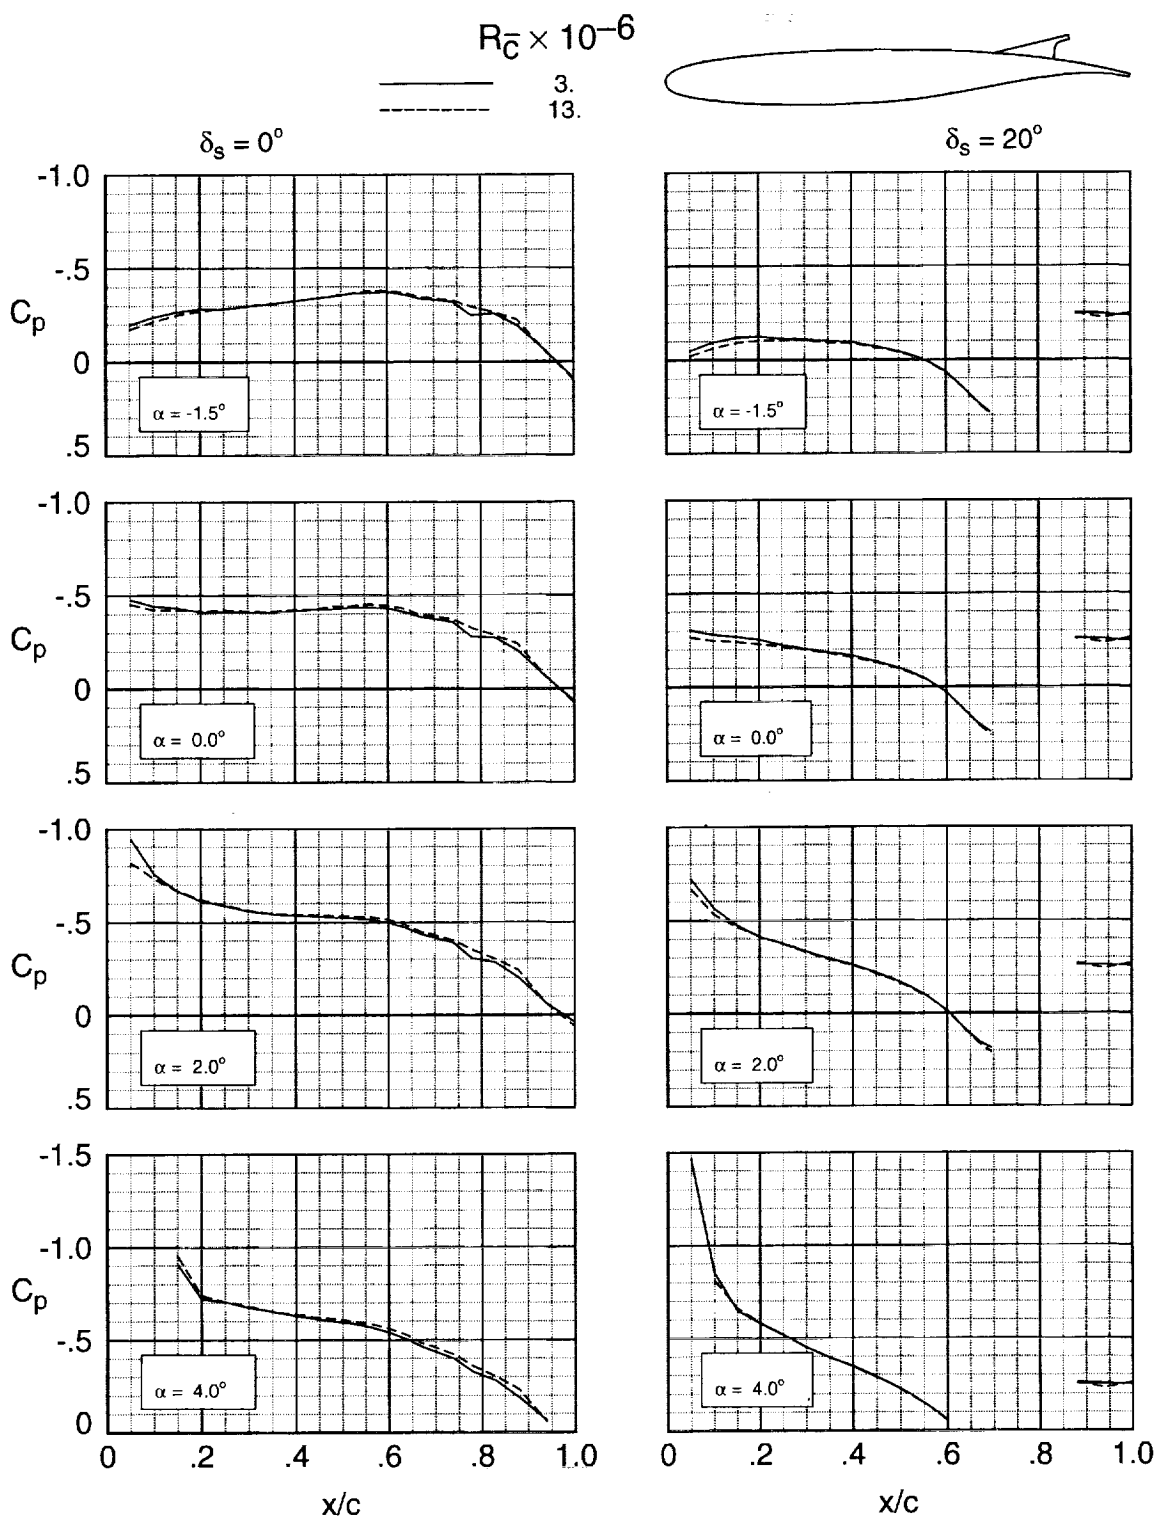 R_c̄ × 10⁻⁶
3.
13.
δₛ = 0°
δₛ = 20°
-1.0
-.5
Cₚ
0
.5
α = -1.5°
α = -1.5°
-1.0
-.5
Cₚ
0
.5
α = 0.0°
α = 0.0°
-1.0
-.5
Cₚ
0
.5
α = 2.0°
α = 2.0°
-1.5
-1.0
Cₚ
-.5
0
α = 4.0°
α = 4.0°
0 .2 .4 .6 .8 1.0
0 .2 .4 .6 .8 1.0
x/c
x/c